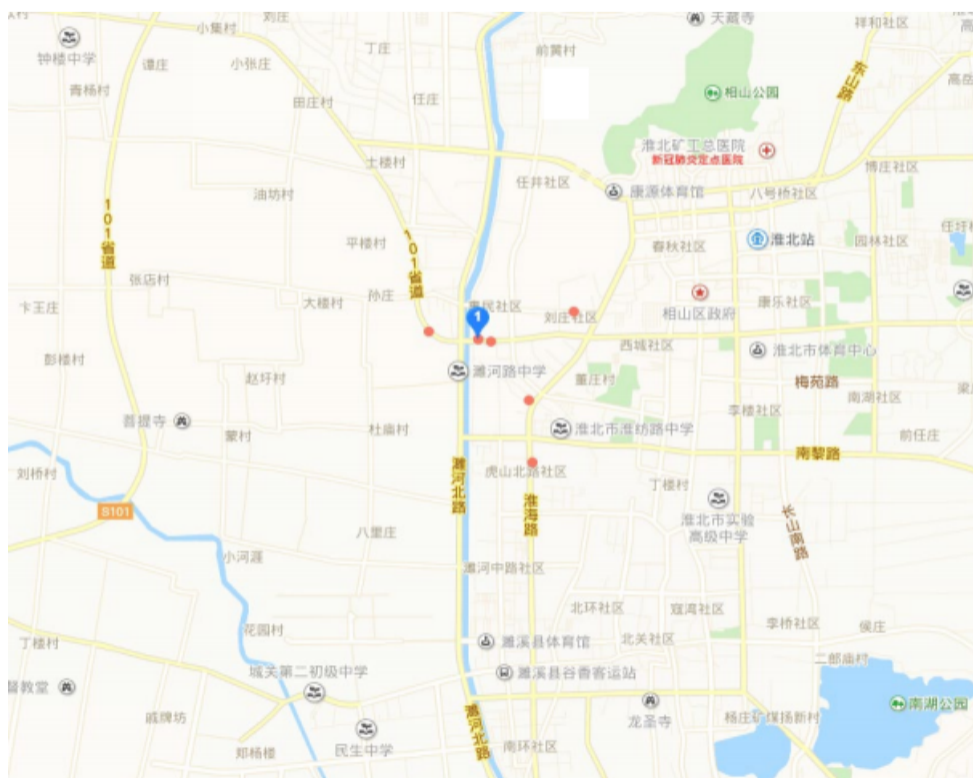 天藏寺
刘庄
祥和社区
小集村
钟楼中学
丁庄
前黄村
谭庄
小张庄
东山路
高岳
青杨村
任庄
相山公园
田庄村
淮北矿工总医院
新冠肺炎定点医院
土楼村
博庄社区
任井社区
油坊村
康源体育馆
八号桥社区
101省道
平楼村
101省道
春秋社区
淮北站
园林社区
任圩
张店村
孙庄
大楼村
卞王庄
刘庄社区
相山区政府
康乐社区
1
彭楼村
西城社区
淮北市体育中心
赵圩村
濉河路中学
董庄村
梅苑路
南湖社区
李楼社区
菩提寺
蒙村
杜庙村
淮北市淮纺路中学
前任庄
南黎路
刘桥村
濉河北路
虎山北路社区
淮海路
丁楼村
S101
淮北市实验
高级中学
长山南路
八里庄
小河涯
濉河中路社区
北环社区
寇湾社区
花园村
李桥社区
侯庄
丁楼村
濉溪县体育馆
北关社区
二郎庙村
城关第二初级中学
濉溪县谷香客运站
督教堂
南湖公园
戚牌坊
濉河北路
龙圣寺
杨庄矿煤扬新村
郑杨楼
民生中学
南环社区